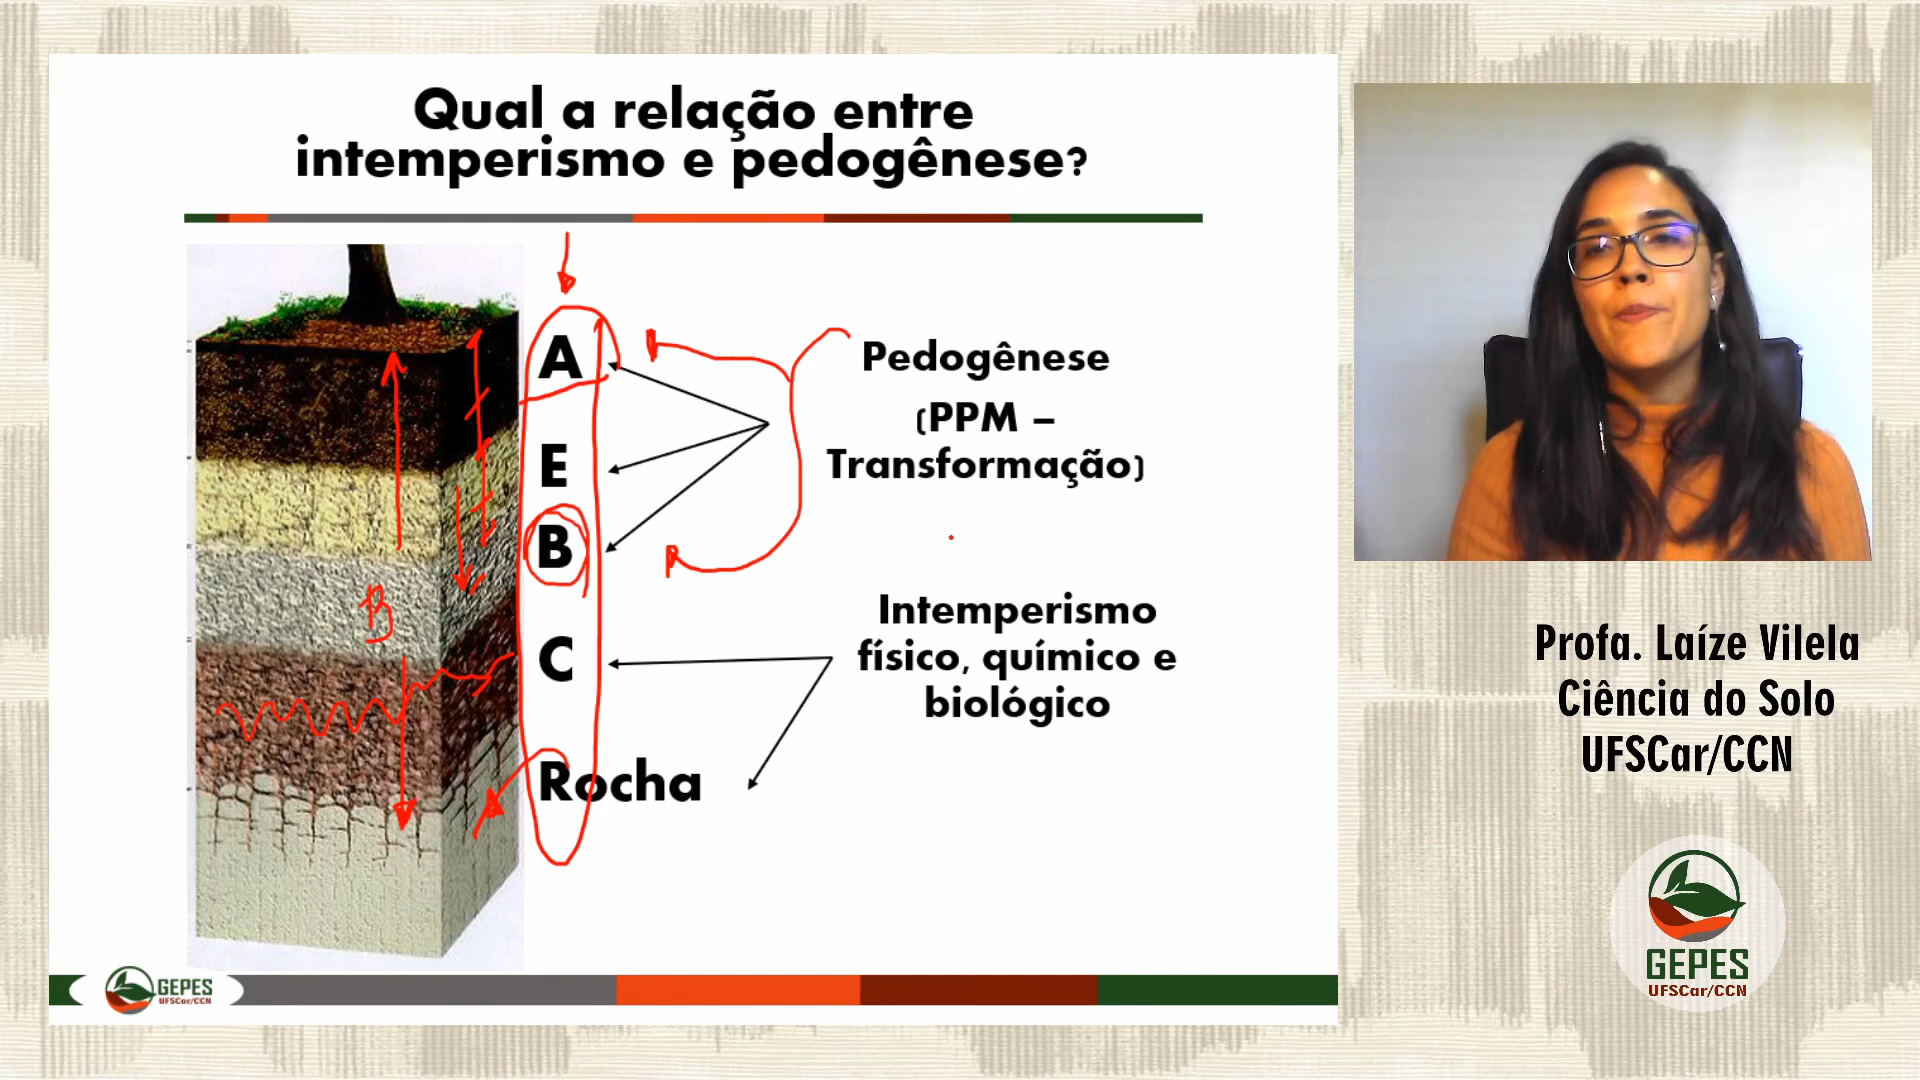 Qual a relação entre
intemperismo e pedogênese?
A
E
B
C
Rocha
B
Pedogênese
(PPM –
Transformação)
Intemperismo
físico, químico e
biológico
GEPES
UFSCar/CCN
Profa. Laíze Vilela
Ciência do Solo
UFSCar/CCN
GEPES
UFSCar/CCN